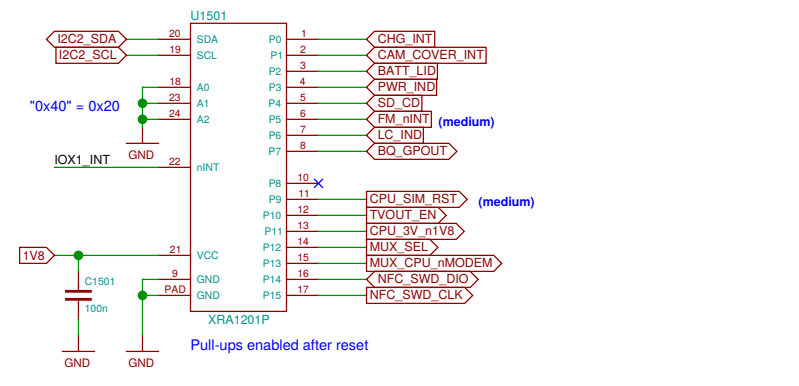 U1501
I2C2_SDA 20 SDA P0 1 CHG_INT
I2C2_SCL 19 SCL P1 2 CAM_COVER_INT
P2 3 BATT_LID
18 A0 P3 4 PWR_IND
"0x40" = 0x20 23 A1 P4 5 SD_CD
24 A2 P5 6 FM_nINT (medium)
P6 7 LC_IND
GND P7 8 BQ_GPOUT
IOX1_INT 22 nINT
P8 10
P9 11 CPU_SIM_RST (medium)
P10 12 TVOUT_EN
P11 13 CPU_3V_n1V8
P12 14 MUX_SEL
1V8 21 VCC P13 15 MUX_CPU_nMODEM
C1501 9 GND P14 16 NFC_SWD_DIO
100n PAD GND P15 17 NFC_SWD_CLK
XRA1201P
Pull-ups enabled after reset
GND GND